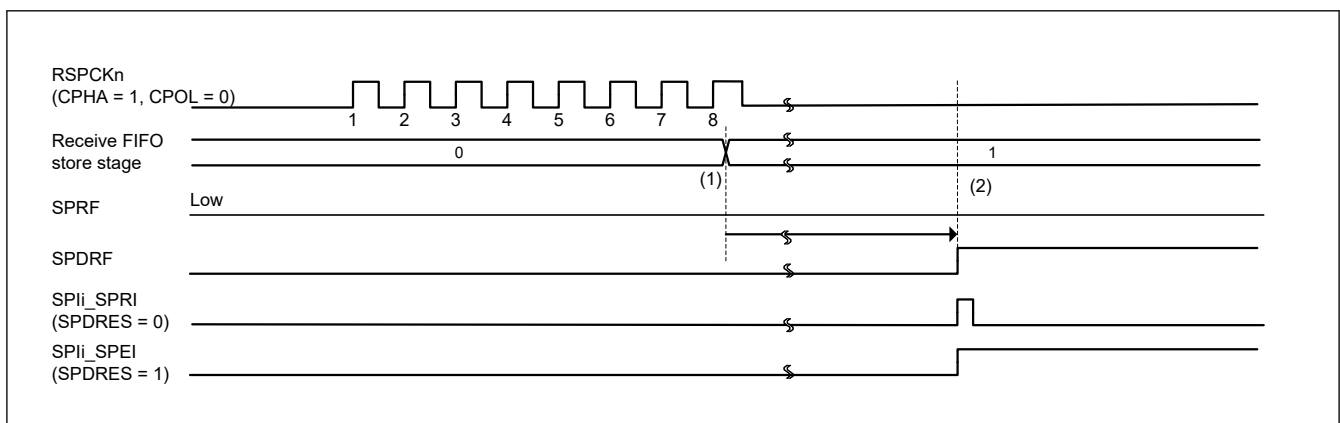 RSPCKn
(CPHA = 1, CPOL = 0)
1 2 3 4 5 6 7 8
Receive FIFO
store stage
0
1
(1)
(2)
SPRF
Low
SPDRF
SPIi_SPRI
(SPDRES = 0)
SPIi_SPEI
(SPDRES = 1)